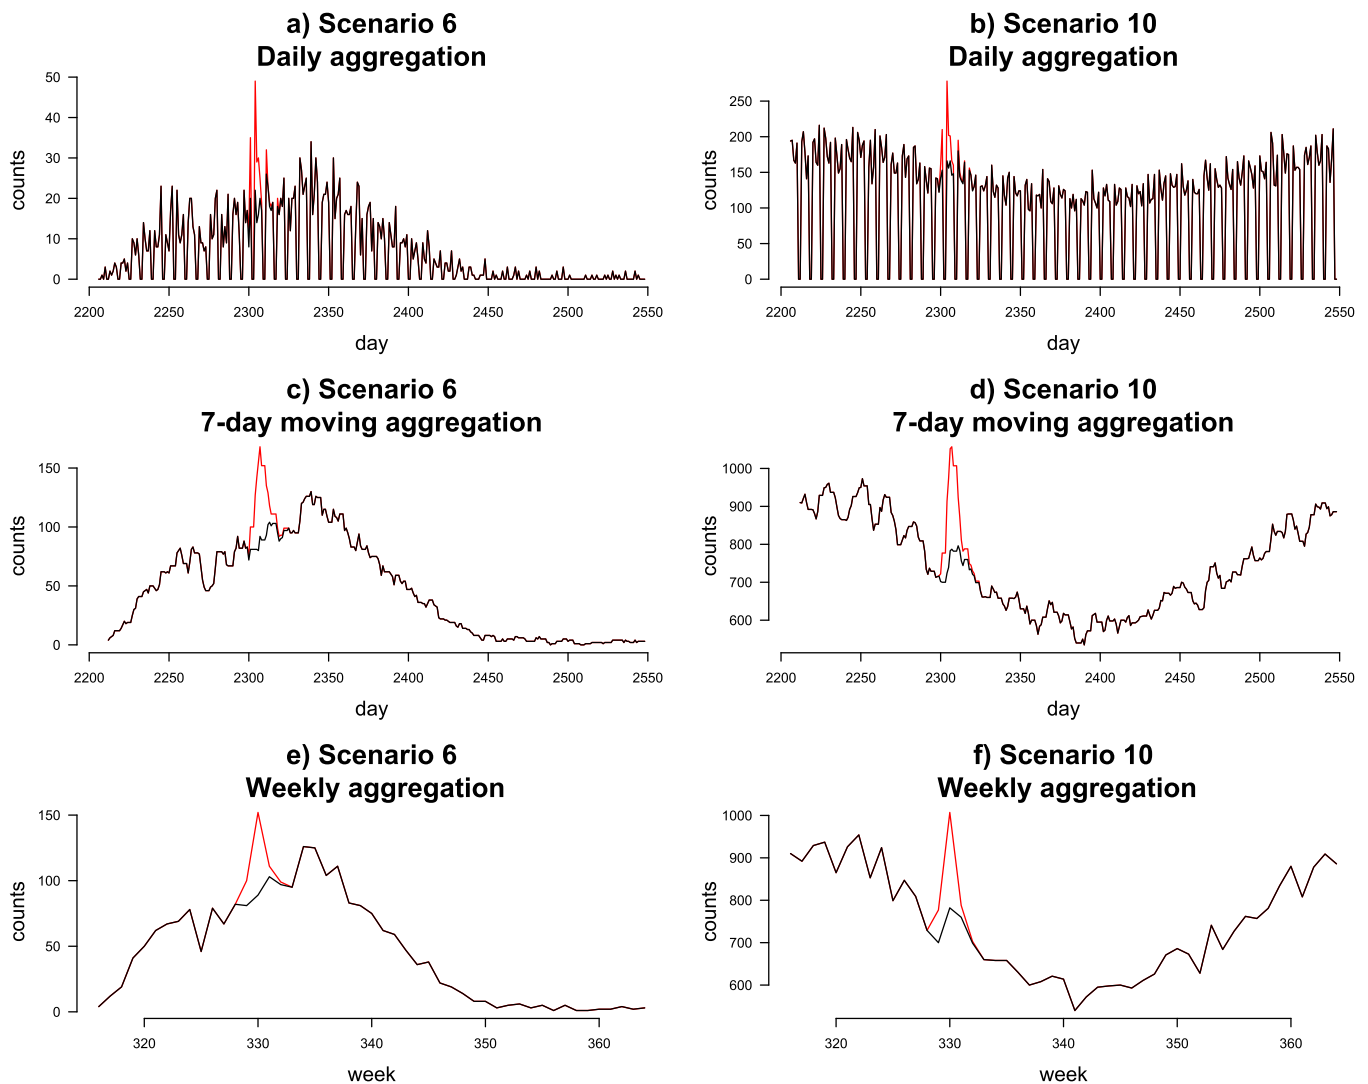 a) Scenario 6
Daily aggregation
50
40
30
20
10
0
counts
2200 2250 2300 2350 2400 2450 2500 2550
day
b) Scenario 10
Daily aggregation
250
200
150
100
50
0
counts
2200 2250 2300 2350 2400 2450 2500 2550
day
c) Scenario 6
7-day moving aggregation
150
100
50
0
counts
2200 2250 2300 2350 2400 2450 2500 2550
day
d) Scenario 10
7-day moving aggregation
1000
900
800
700
600
counts
2200 2250 2300 2350 2400 2450 2500 2550
day
e) Scenario 6
Weekly aggregation
150
100
50
0
counts
320 330 340 350 360
week
f) Scenario 10
Weekly aggregation
1000
900
800
700
600
counts
320 330 340 350 360
week